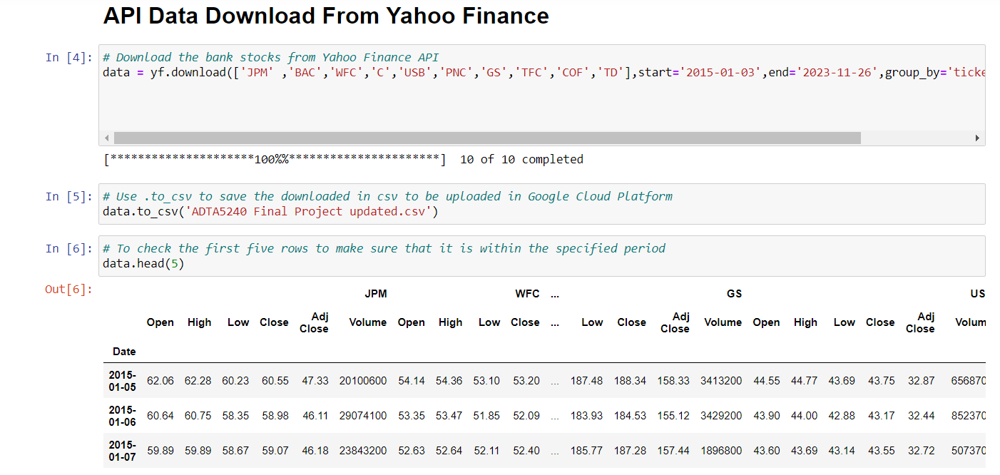 API Data Download From Yahoo Finance
In [4]: # Download the bank stocks from Yahoo Finance API
data = yf.download(['JPM' ,'BAC','WFC','C','USB','PNC','GS','TFC','COF','TD'],start='2015-01-03',end='2023-11-26',group_by='ticke
[*********************100%%**********************] 10 of 10 completed
In [5]: # Use .to_csv to save the downloaded in csv to be uploaded in Google Cloud Platform
data.to_csv('ADTA5240 Final Project updated.csv')
In [6]: # To check the first five rows to make sure that it is within the specified period
data.head(5)
Out[6]:
JPM WFC ... GS US
Open High Low Close Adj Close Volume Open High Low Close ... Low Close Adj Close Volume Open High Low Close Adj Close Volum
Date
2015-01-05 62.06 62.28 60.23 60.55 47.33 20100600 54.14 54.36 53.10 53.20 ... 187.48 188.34 158.33 3413200 44.55 44.77 43.69 43.75 32.87 656870
2015-01-06 60.64 60.75 58.35 58.98 46.11 29074100 53.35 53.47 51.85 52.09 ... 183.93 184.53 155.12 3429200 43.90 44.00 42.88 43.17 32.44 852370
2015-01-07 59.89 59.89 58.67 59.07 46.18 23843200 52.63 52.64 52.11 52.40 ... 185.77 187.28 157.44 1896800 43.60 43.69 43.14 43.55 32.72 507370